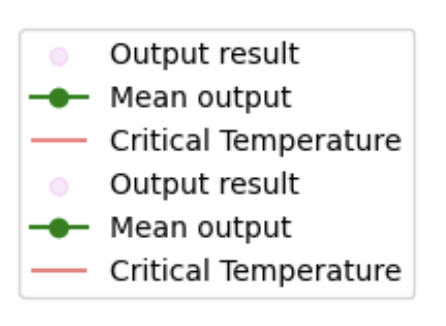 Output result
Mean output
Critical Temperature
Output result
Mean output
Critical Temperature